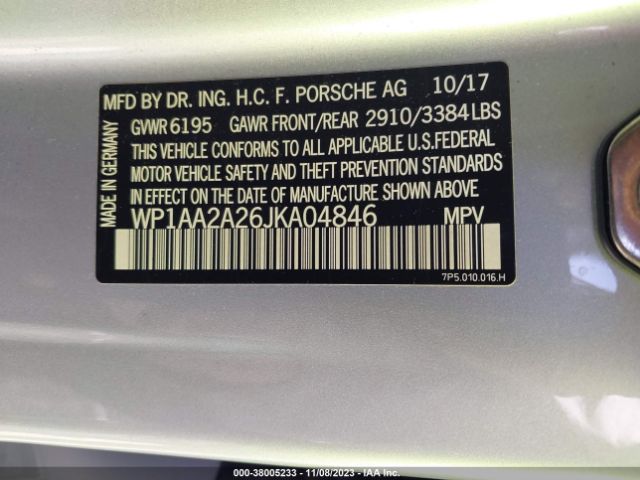 MFD BY DR. ING. H.C. F. PORSCHE AG 10/17
GVWR 6195 GAWR FRONT/REAR 2910/3384LBS
THIS VEHICLE CONFORMS TO ALL APPLICABLE U.S.FEDERAL
MOTOR VEHICLE SAFETY AND THEFT PREVENTION STANDARDS
IN EFFECT ON THE DATE OF MANUFACTURE SHOWN ABOVE
WP1AA2A26JKA04846 MPV
7P5.010.016.H
MADE IN GERMANY
000-38005233 - 11/08/2023 - IAA Inc.